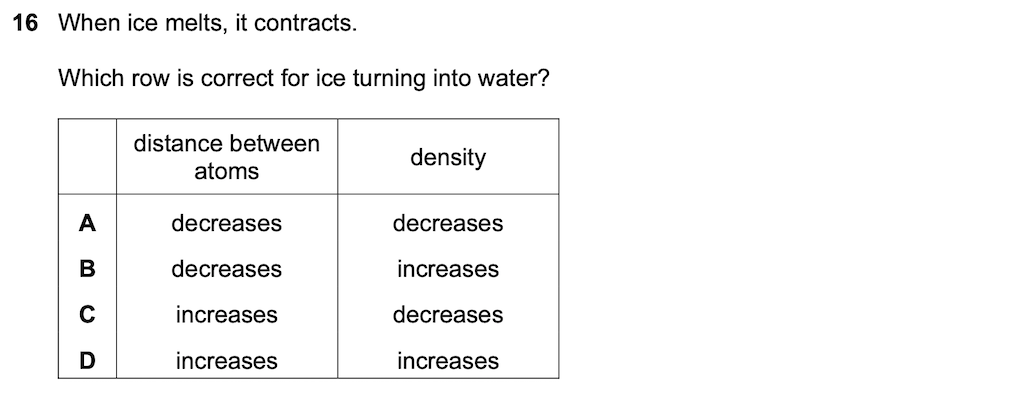 16 When ice melts, it contracts.
Which row is correct for ice turning into water?
distance between atoms density
A decreases decreases
B decreases increases
C increases decreases
D increases increases